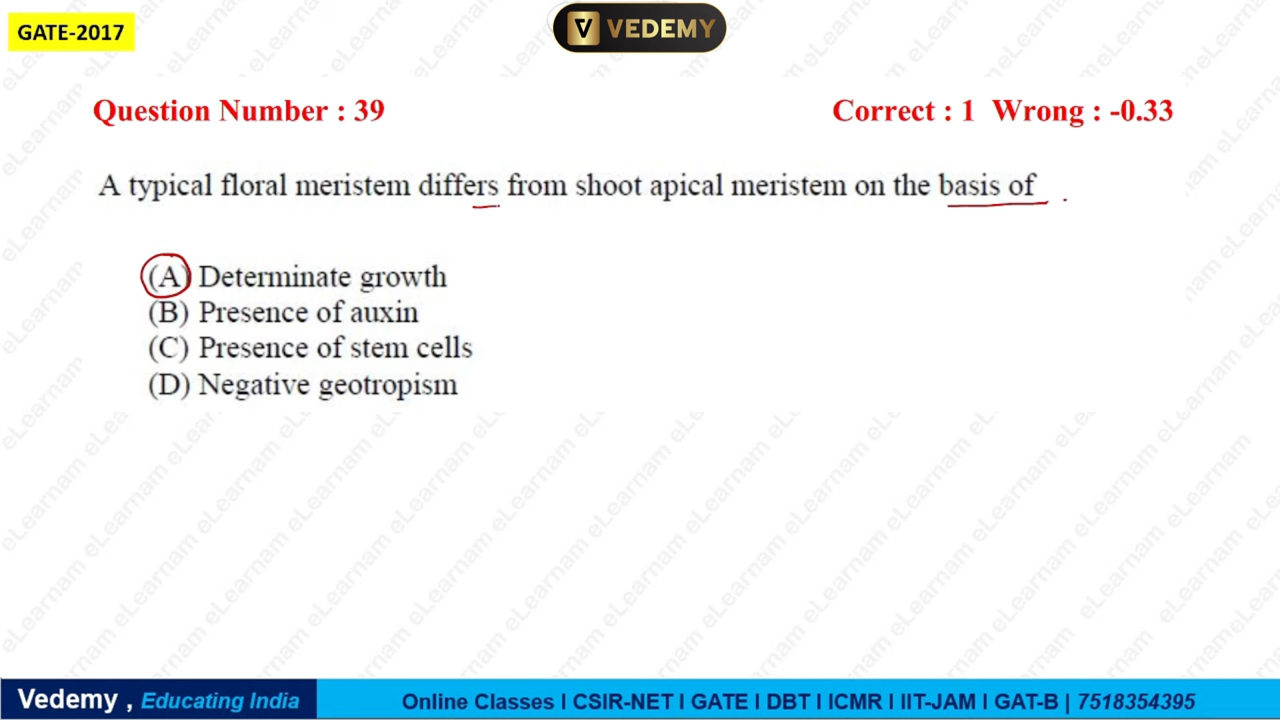 GATE-2017
VEDEMY
Question Number : 39
Correct : 1 Wrong : -0.33
A typical floral meristem differs from shoot apical meristem on the basis of
(A) Determinate growth
(B) Presence of auxin
(C) Presence of stem cells
(D) Negative geotropism
Vedemy , Educating India
Online Classes I CSIR-NET I GATE I DBT I ICMR I IIT-JAM I GAT-B | 7518354395